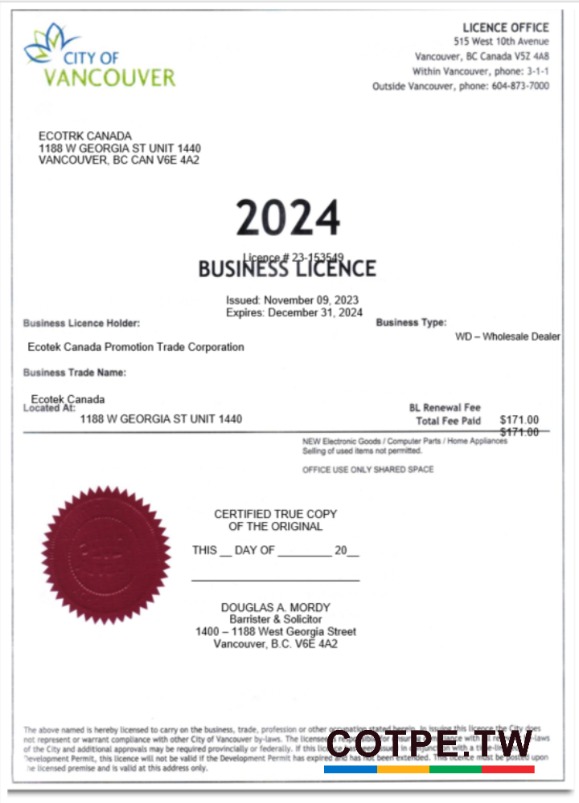 CITY OF
VANCOUVER
LICENCE OFFICE
515 West 10th Avenue
Vancouver, BC Canada V5Z 4A8
Within Vancouver, phone: 3-1-1
Outside Vancouver, phone: 604-873-7000
ECOTRK CANADA
1188 W GEORGIA ST UNIT 1440
VANCOUVER, BC CAN V6E 4A2
2024
Licence # 23-153549
BUSINESS LICENCE
Issued: November 09, 2023
Expires: December 31, 2024
Business Licence Holder:
Business Type:
WD – Wholesale Dealer
Ecotek Canada Promotion Trade Corporation
Business Trade Name:
Ecotek Canada
Located At:
1188 W GEORGIA ST UNIT 1440
BL Renewal Fee
Total Fee Paid $171.00
$171.00
NEW Electronic Goods / Computer Parts / Home Appliances
Selling of used items not permitted.
OFFICE USE ONLY SHARED SPACE
CERTIFIED TRUE COPY
OF THE ORIGINAL
THIS __ DAY OF ________ 20__
DOUGLAS A. MORDY
Barrister & Solicitor
1400 – 1188 West Georgia Street
Vancouver, B.C. V6E 4A2
The above named is hereby licensed to carry on the business, trade, profession or other occupation stated herein. In issuing this licence the City does
not represent or warrant compliance with other City of Vancouver by-laws. The licensee
of the City and additional approvals may be required provincially or federally. If this
Development Permit, this licence will not be valid if the Development Permit has expired and has not been extended. This licence must be posted upon
the licensed premise and is valid at this address only.
COTPE.TW